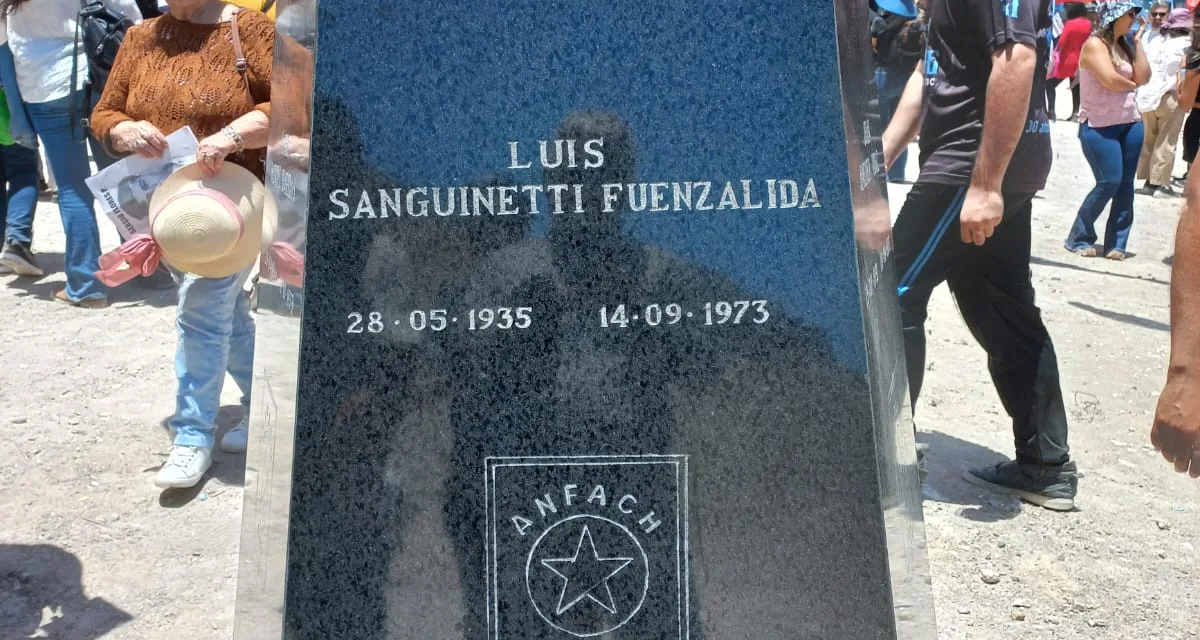 LUIS
SANGUINETTI FUENZALIDA
28·05·1935 14·09·1973
ANFACH